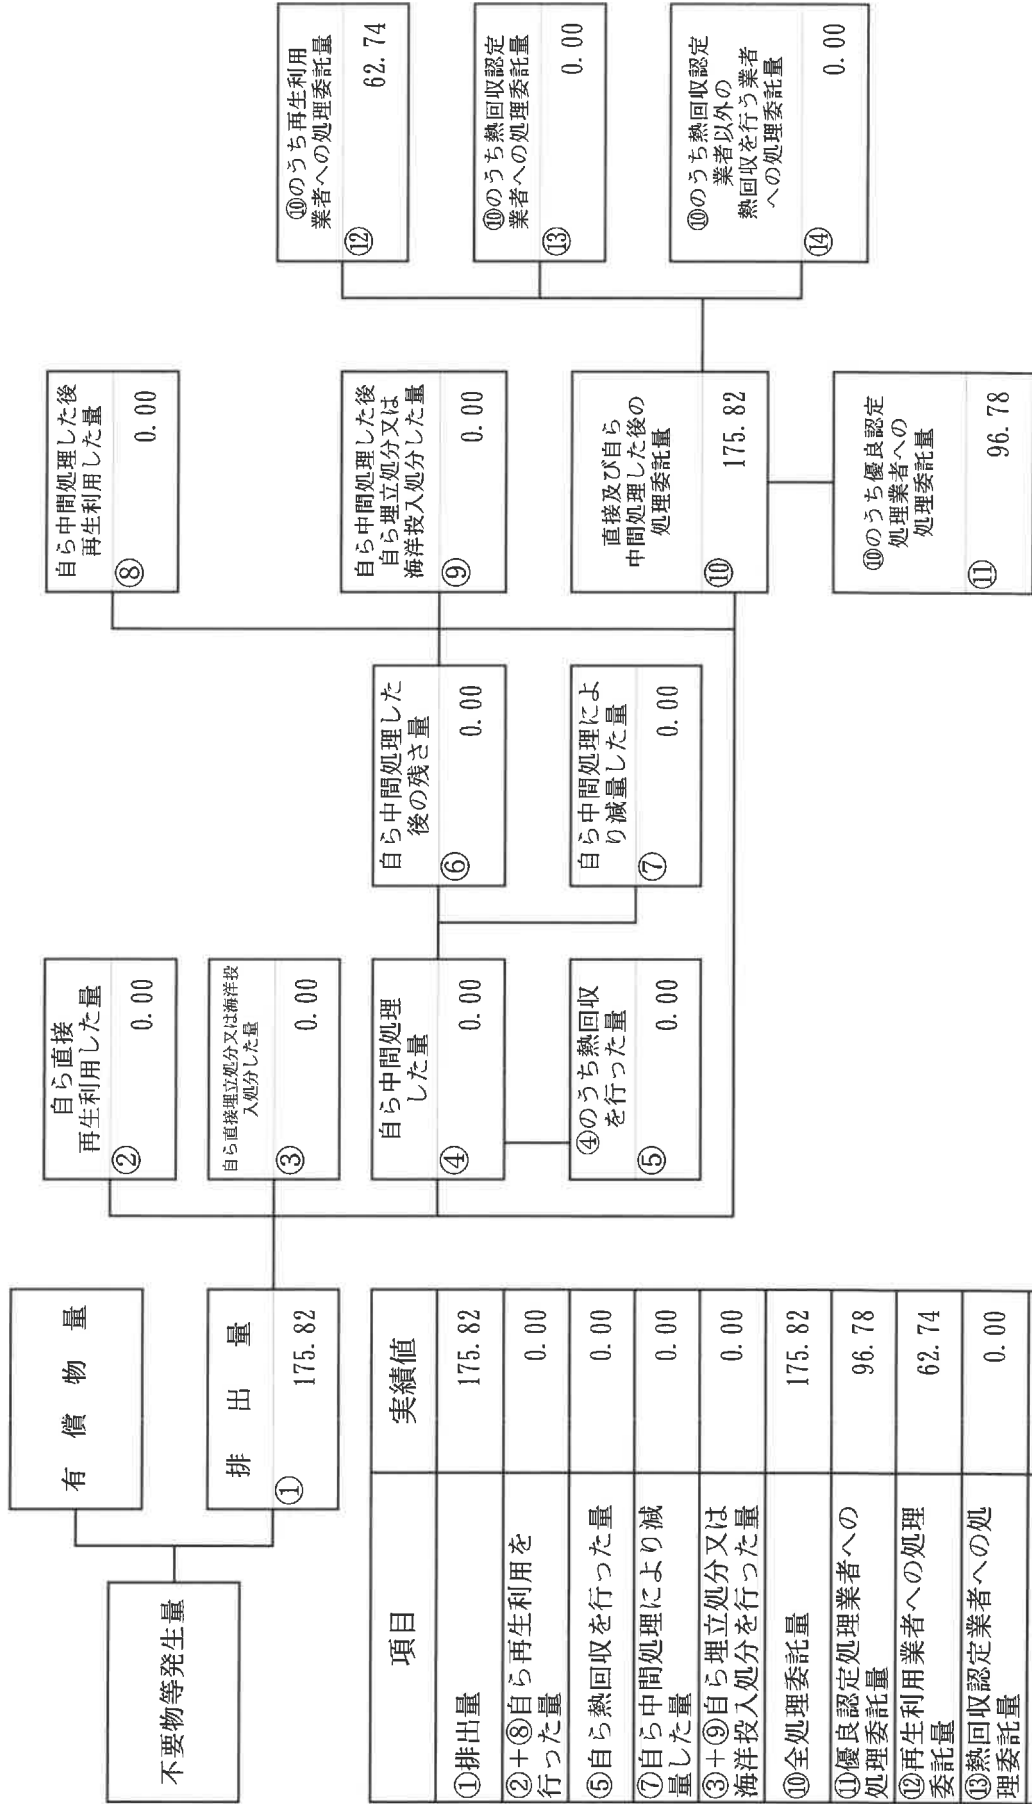 不要物等発生量
有償物量
排出量
①
175.82
自ら直接
再生利用した量
②
0.00
自ら直接埋立処分又は海洋投
入処分した量
③
0.00
自ら中間処理
した量
④
0.00
④のうち熱回収
を行った量
⑤
0.00
自ら中間処理した
後の残さ量
⑥
0.00
自ら中間処理によ
り減量した量
⑦
0.00
自ら中間処理した後
再生利用した量
⑧
0.00
自ら中間処理した後
自ら埋立処分又は
海洋投入処分した量
⑨
0.00
直接及び自ら
中間処理した後の
処理委託量
⑩
175.82
⑩のうち優良認定
処理業者への
処理委託量
⑪
96.78
⑩のうち再生利用
業者への処理委託量
⑫
62.74
⑩のうち熱回収認定
業者への処理委託量
⑬
0.00
⑩のうち熱回収認定
業者以外の
熱回収を行う業者
への処理委託量
⑭
0.00
項目 実績値
①排出量 175.82
②+⑧自ら再生利用を
行った量 0.00
⑤自ら熱回収を行った量 0.00
⑦自ら中間処理により減
量した量 0.00
③+⑨自ら埋立処分又は
海洋投入処分を行った量 0.00
⑩全処理委託量 175.82
⑪優良認定処理業者への
処理委託量 96.78
⑫再生利用業者への処理
委託量 62.74
⑬熱回収認定業者への処
理委託量 0.00